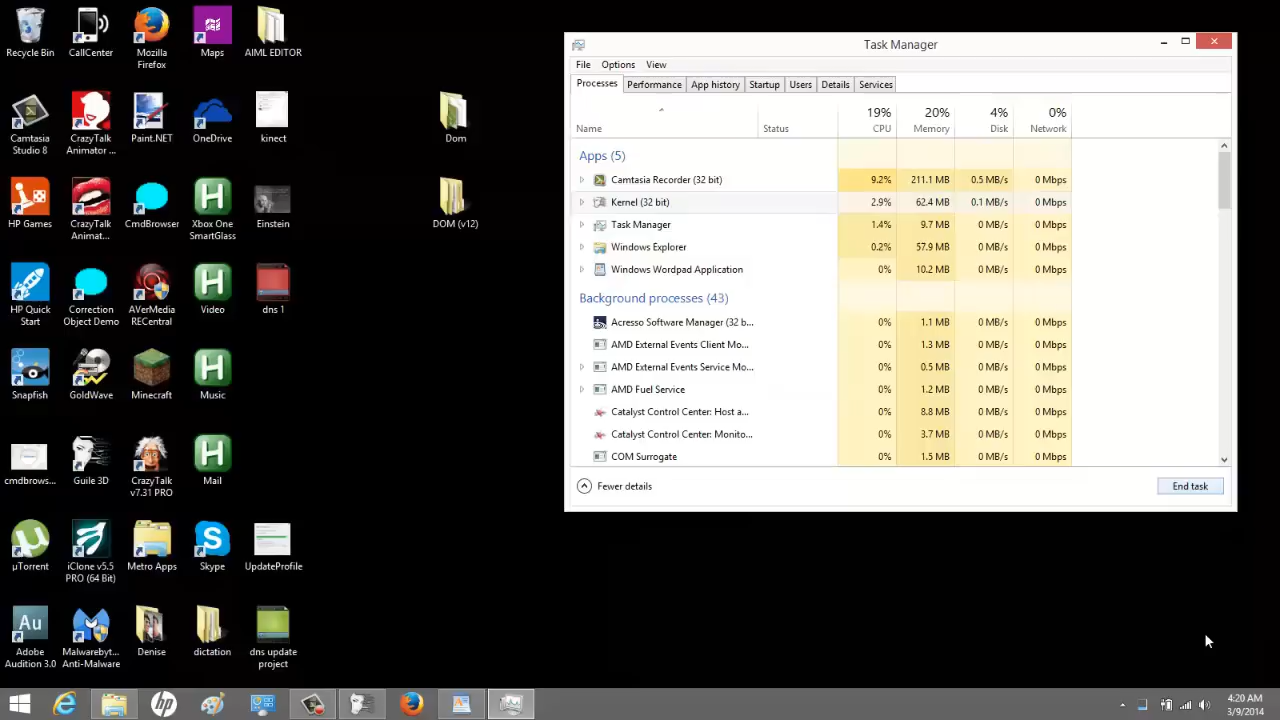 Recycle Bin
CallCenter
Mozilla
Firefox
Maps
AIML EDITOR
Camtasia
Studio 8
CrazyTalk
Animator ...
Paint.NET
OneDrive
kinect
Dom
HP Games
CrazyTalk
Animat...
CmdBrowser
Xbox One
SmartGlass
Einstein
DOM (v12)
HP Quick
Start
Correction
Object Demo
AVerMedia
RECentral
Video
dns 1
Snapfish
GoldWave
Minecraft
Music
cmdbrows...
Guile 3D
CrazyTalk
v7.31 PRO
Mail
µTorrent
iClone v5.5
PRO (64 Bit)
Metro Apps
Skype
UpdateProfile
Au
Adobe
Audition 3.0
Malwarebyt...
Anti-Malware
Denise
dictation
dns update
project
Task Manager
File Options View
Processes Performance App history Startup Users Details Services
19% 20% 4% 0%
Name Status CPU Memory Disk Network
Apps (5)
Camtasia Recorder (32 bit) 9.2% 211.1 MB 0.5 MB/s 0 Mbps
Kernel (32 bit) 2.9% 62.4 MB 0.1 MB/s 0 Mbps
Task Manager 1.4% 9.7 MB 0 MB/s 0 Mbps
Windows Explorer 0.2% 57.9 MB 0 MB/s 0 Mbps
Windows Wordpad Application 0% 10.2 MB 0 MB/s 0 Mbps
Background processes (43)
Acresso Software Manager (32 b... 0% 1.1 MB 0 MB/s 0 Mbps
AMD External Events Client Mo... 0% 1.3 MB 0 MB/s 0 Mbps
AMD External Events Service Mo... 0% 0.5 MB 0 MB/s 0 Mbps
AMD Fuel Service 0% 1.2 MB 0 MB/s 0 Mbps
Catalyst Control Center: Host a... 0% 8.8 MB 0 MB/s 0 Mbps
Catalyst Control Center: Monito... 0% 3.7 MB 0 MB/s 0 Mbps
COM Surrogate 0% 1.5 MB 0 MB/s 0 Mbps
Fewer details
End task
hp
4:20 AM
3/9/2014